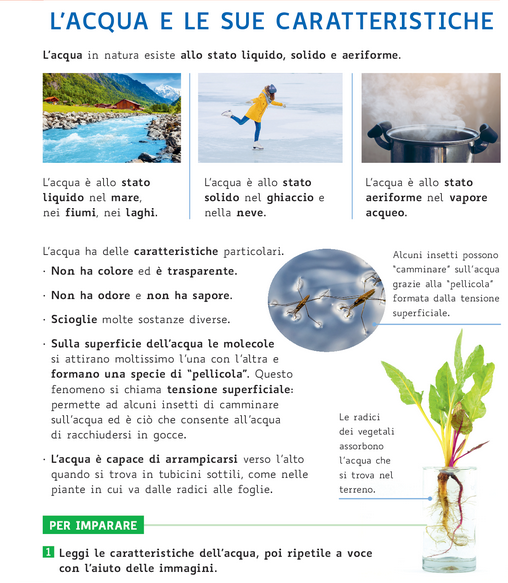 L'ACQUA E LE SUE CARATTERISTICHE
L'acqua in natura esiste allo stato liquido, solido e aeriforme.
L'acqua è allo stato
liquido nel mare,
nei fiumi, nei laghi.
L'acqua è allo stato
solido nel ghiaccio e
nella neve.
L'acqua è allo stato
aeriforme nel vapore
acqueo.
L'acqua ha delle caratteristiche particolari.
· Non ha colore ed è trasparente.
· Non ha odore e non ha sapore.
· Scioglie molte sostanze diverse.
· Sulla superficie dell'acqua le molecole
si attirano moltissimo l'una con l'altra e
formano una specie di "pellicola". Questo
fenomeno si chiama tensione superficiale:
permette ad alcuni insetti di camminare
sull'acqua ed è ciò che consente all'acqua
di racchiudersi in gocce.
· L'acqua è capace di arrampicarsi verso l'alto
quando si trova in tubicini sottili, come nelle
piante in cui va dalle radici alle foglie.
Alcuni insetti possono
"camminare" sull'acqua
grazie alla "pellicola"
formata dalla tensione
superficiale.
Le radici
dei vegetali
assorbono
l'acqua che
si trova nel
terreno.
PER IMPARARE
1 Leggi le caratteristiche dell'acqua, poi ripetile a voce
con l'aiuto delle immagini.